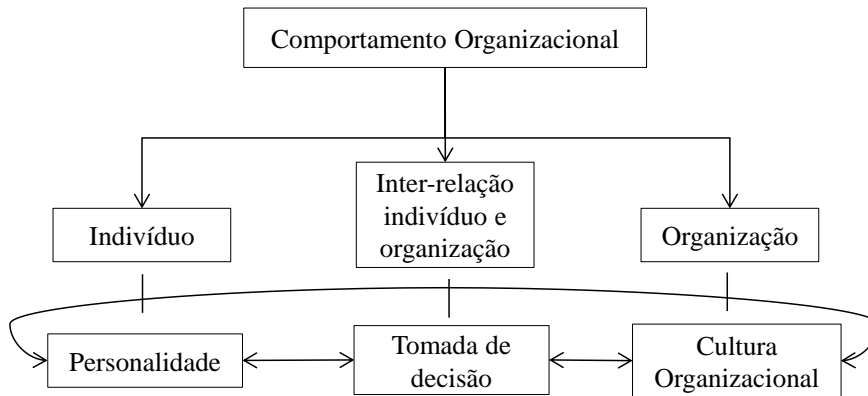 Comportamento Organizacional
Indivíduo
Inter-relação
indivíduo e
organização
Organização
Personalidade
Tomada de
decisão
Cultura
Organizacional